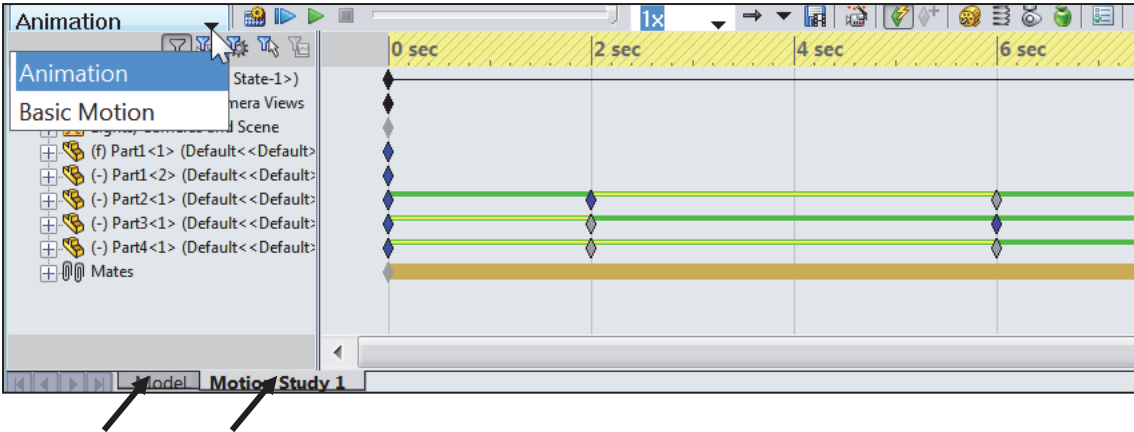 Animation 1x
0 sec 2 sec 4 sec 6 sec
Animation
Basic Motion
State-1>)
mera Views
Scene
(f) Part1<1> (Default<<Default>
(-) Part1<2> (Default<<Default>
(-) Part2<1> (Default<<Default>
(-) Part3<1> (Default<<Default>
(-) Part4<1> (Default<<Default>
Mates
Model Motion Study 1